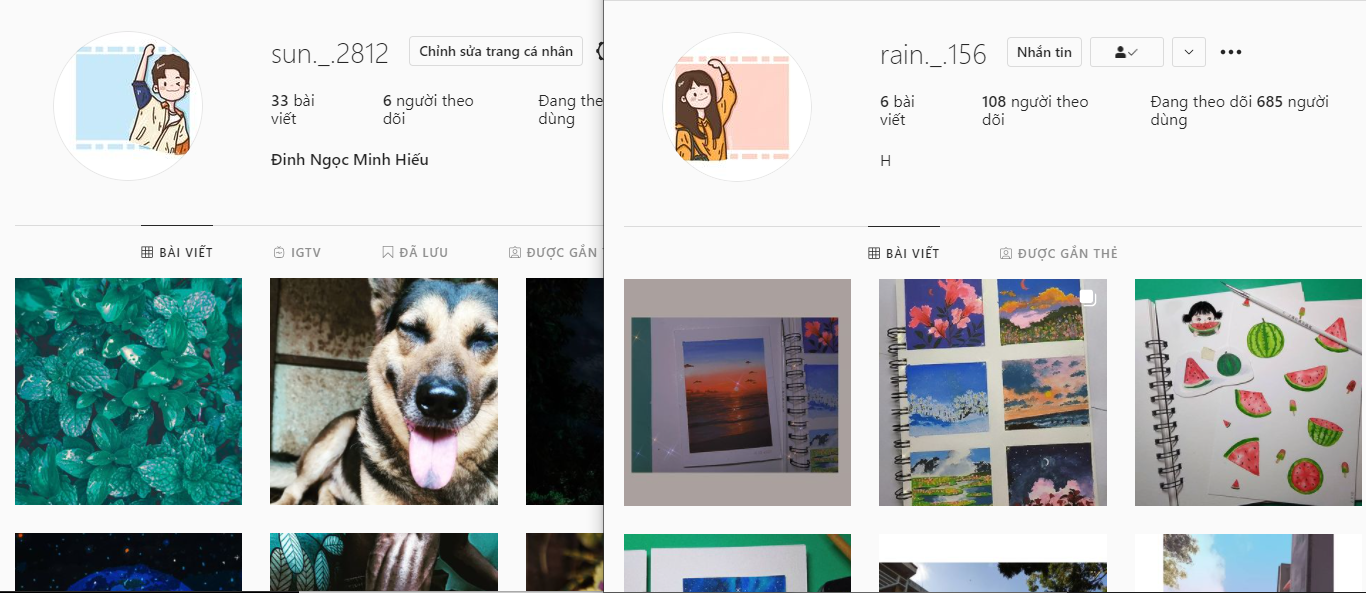 sun._.2812 Chỉnh sửa trang cá nhân
33 bài viết
6 người theo dõi
Đang the
dùng
Đinh Ngọc Minh Hiếu
BÀI VIẾT IGTV ĐÃ LƯU ĐƯỢC GẮN
rain._.156 Nhắn tin
6 bài viết
108 người theo dõi
Đang theo dõi 685 người dùng
H
BÀI VIẾT ĐƯỢC GẮN THẺ